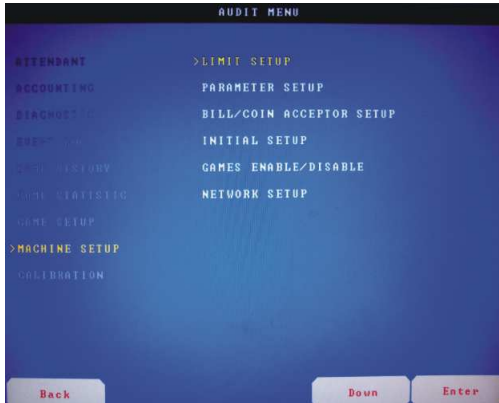 AUDIT MENU
ATTENDANT
ACCOUNTING
GAME SETUP
>MACHINE SETUP
CALIBRATION
>LIMIT SETUP
PARAMETER SETUP
BILL/COIN ACCEPTOR SETUP
INITIAL SETUP
GAMES ENABLE/DISABLE
NETWORK SETUP
Back
Down
Enter